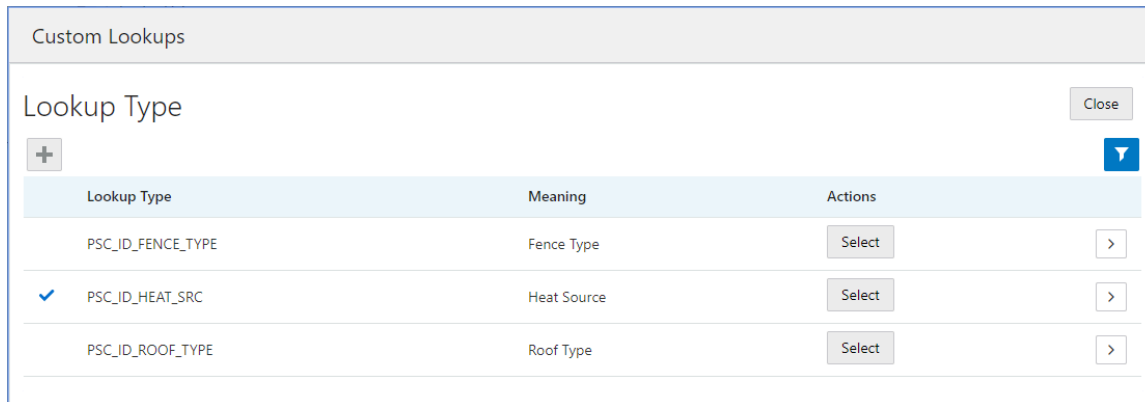 Custom Lookups
Lookup Type
Close
Lookup Type Meaning Actions
PSC_ID_FENCE_TYPE Fence Type Select
PSC_ID_HEAT_SRC Heat Source Select
PSC_ID_ROOF_TYPE Roof Type Select